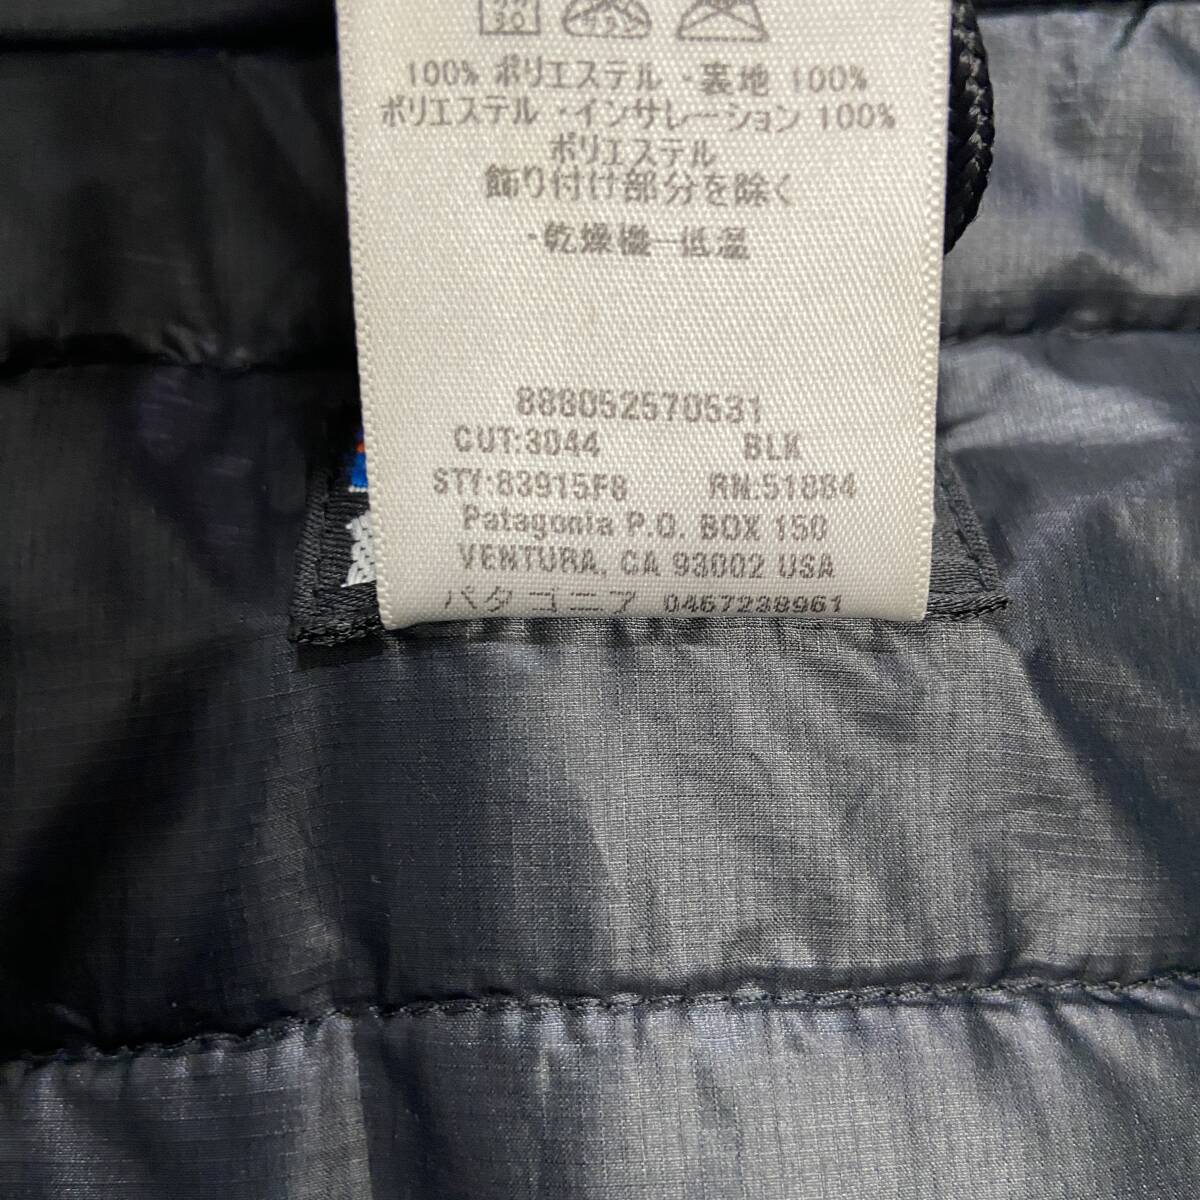 100% ポリエステル・裏地 100%
ポリエステル・インサレーション 100%
ポリエステル
飾り付け部分を除く
・乾燥機―低温
888052570531
CUT:3044 BLK
STY:83915F8 RN:51884
Patagonia P.O. BOX 150
VENTURA, CA 93002 USA
パタゴニア 0467238961